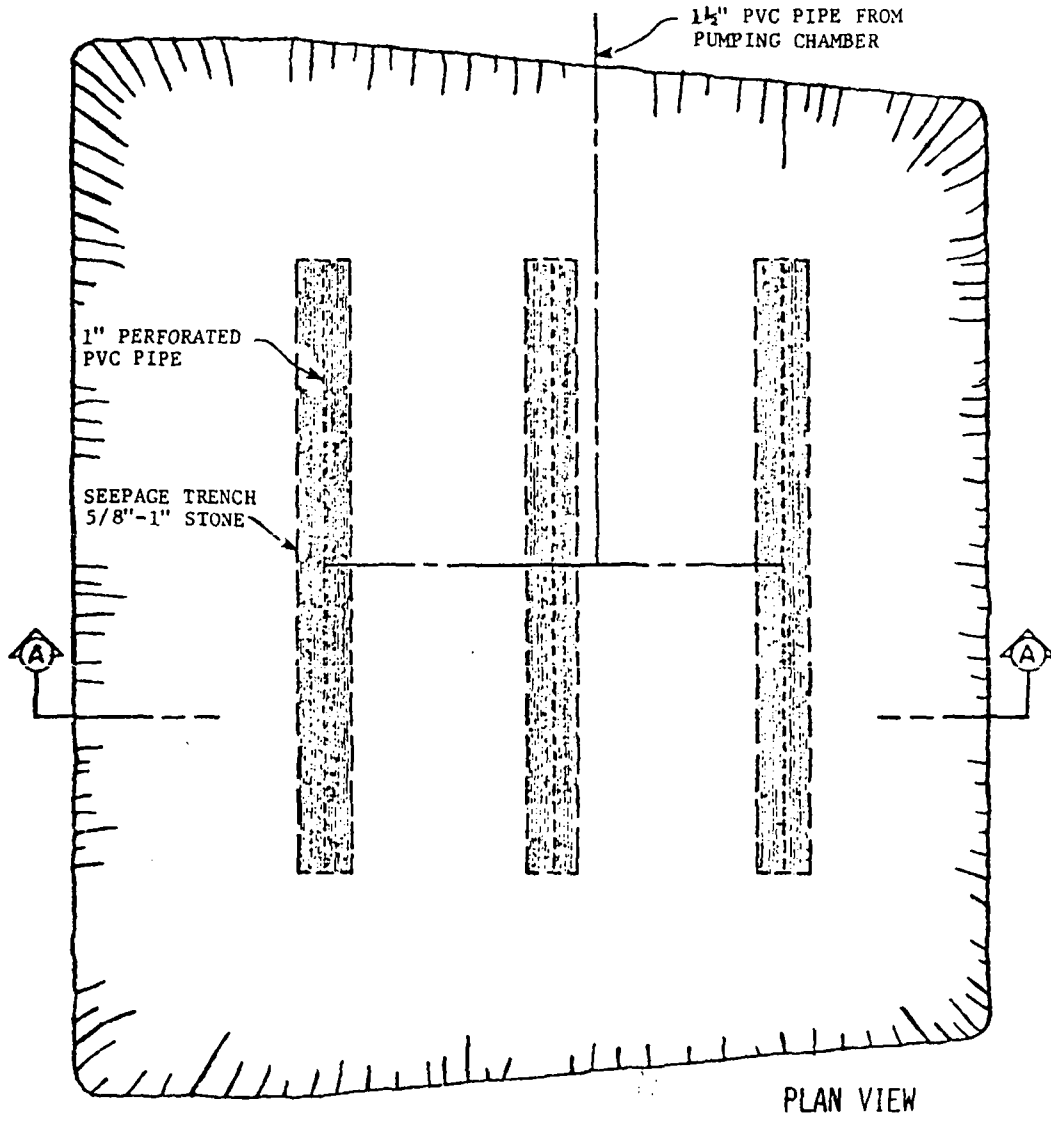 1½" PVC PIPE FROM
PUMPING CHAMBER
1" PERFORATED
PVC PIPE
SEEPAGE TRENCH
5/8"-1" STONE
A
A
PLAN VIEW